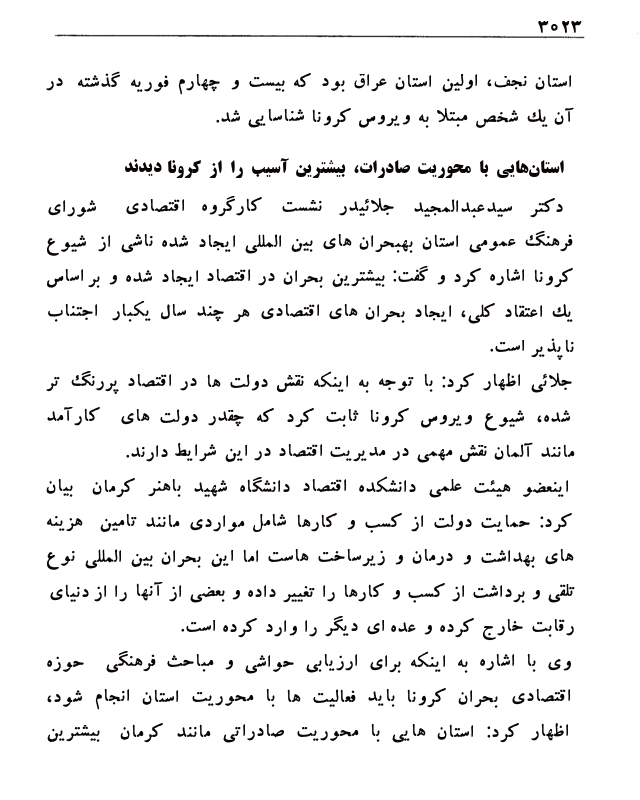 ۳۰۲۳
استان نجف، اولین استان عراق بود که بیست و چهارم فوریه گذشته در
آن یك شخص مبتلا به ویروس کرونا شناسایی شد.
استان‌هایی با محوریت صادرات، بیشترین آسیب را از کرونا دیدند
دکتر سیدعبدالمجید جلائیدر نشست کارگروه اقتصادی شورای
فرهنگ عمومی استان بهبحران های بین المللی ایجاد شده ناشی از شیوع
کرونا اشاره کرد و گفت: بیشترین بحران در اقتصاد ایجاد شده و بر اساس
یك اعتقاد کلی، ایجاد بحران های اقتصادی هر چند سال یکبار اجتناب
ناپذیر است.
جلائی اظهار کرد: با توجه به اینکه نقش دولت ها در اقتصاد پررنگ تر
شده، شیوع ویروس کرونا ثابت کرد که چقدر دولت های کارآمد
مانند آلمان نقش مهمی در مدیریت اقتصاد در این شرایط دارند.
اینعضو هیئت علمی دانشکده اقتصاد دانشگاه شهید باهنر کرمان بیان
کرد: حمایت دولت از کسب و کارها شامل مواردی مانند تامین هزینه
های بهداشت و درمان و زیرساخت هاست اما این بحران بین المللی نوع
تلقی و برداشت از کسب و کارها را تغییر داده و بعضی از آنها را از دنیای
رقابت خارج کرده و عده ای دیگر را وارد کرده است.
وی با اشاره به اینکه برای ارزیابی حواشی و مباحث فرهنگی حوزه
اقتصادی بحران کرونا باید فعالیت ها با محوریت استان انجام شود،
اظهار کرد: استان هایی با محوریت صادراتی مانند کرمان بیشترین